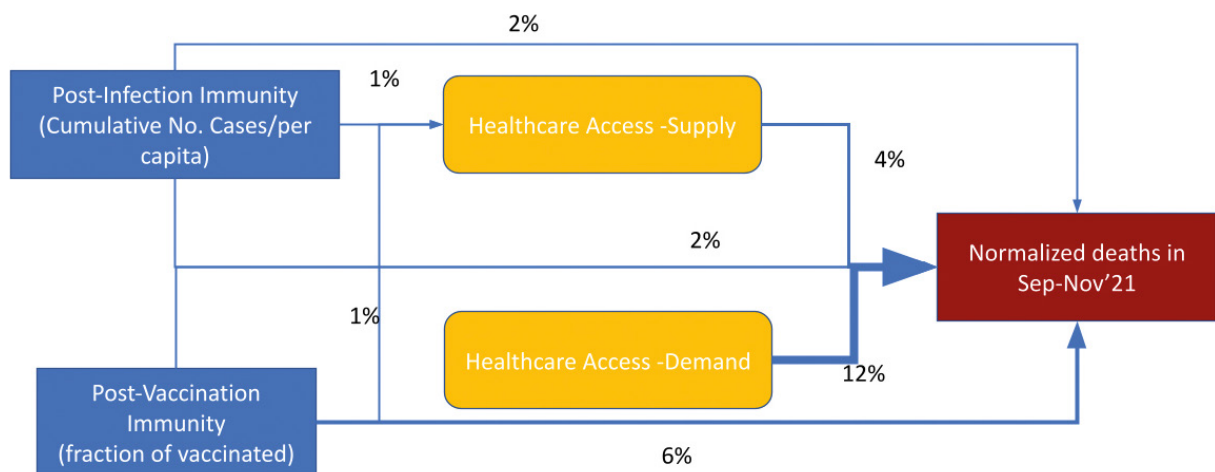 2%
Post-Infection Immunity
(Cumulative No. Cases/per
capita)
1%
Healthcare Access -Supply
4%
2%
Normalized deaths in
Sep-Nov'21
1%
Healthcare Access -Demand
12%
Post-Vaccination
Immunity
(fraction of vaccinated)
6%